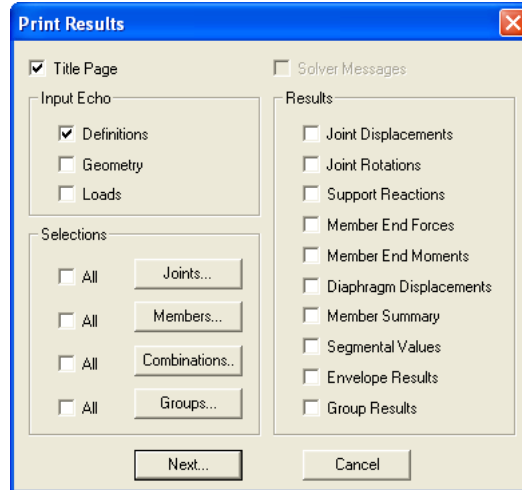 Print Results
Title Page
Solver Messages
Input Echo
Definitions
Geometry
Loads
Selections
All
Joints...
All
Members...
All
Combinations..
All
Groups...
Results
Joint Displacements
Joint Rotations
Support Reactions
Member End Forces
Member End Moments
Diaphragm Displacements
Member Summary
Segmental Values
Envelope Results
Group Results
Next...
Cancel